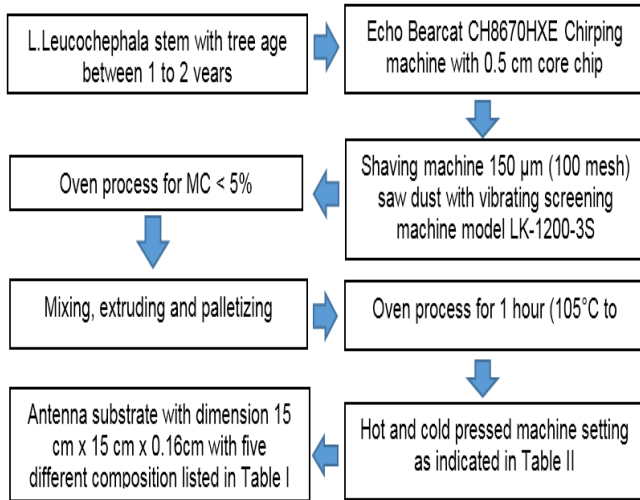 L.Leucochephala stem with tree age
between 1 to 2 years
Echo Bearcat CH8670HXE Chirping
machine with 0.5 cm core chip
Shaving machine 150 µm (100 mesh)
saw dust with vibrating screening
machine model LK-1200-3S
Oven process for MC < 5%
Mixing, extruding and palletizing
Oven process for 1 hour (105°C to
Hot and cold pressed machine setting
as indicated in Table II
Antenna substrate with dimension 15
cm x 15 cm x 0.16cm with five
different composition listed in Table I